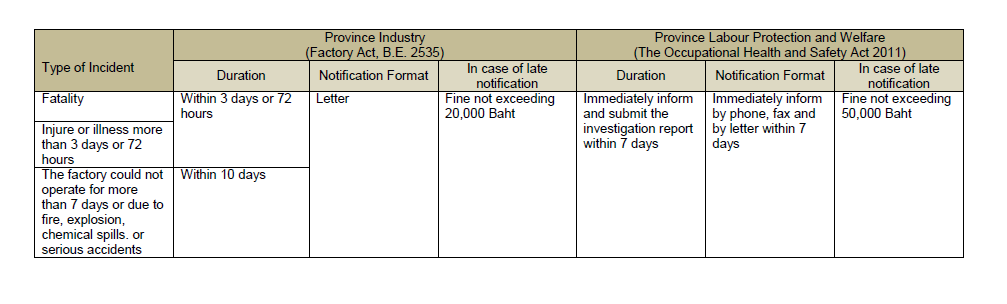 Type of Incident
Province Industry
(Factory Act, B.E. 2535)
Province Labour Protection and Welfare
(The Occupational Health and Safety Act 2011)
Duration
Notification Format
In case of late
notification
Duration
Notification Format
In case of late
notification
Fatality
Within 3 days or 72
hours
Letter
Fine not exceeding
20,000 Baht
Immediately inform
and submit the
investigation report
within 7 days
Immediately inform
by phone, fax and
by letter within 7
days
Fine not exceeding
50,000 Baht
Injure or illness more
than 3 days or 72
hours
The factory could not
operate for more
than 7 days or due to
fire, explosion,
chemical spills. or
serious accidents
Within 10 days